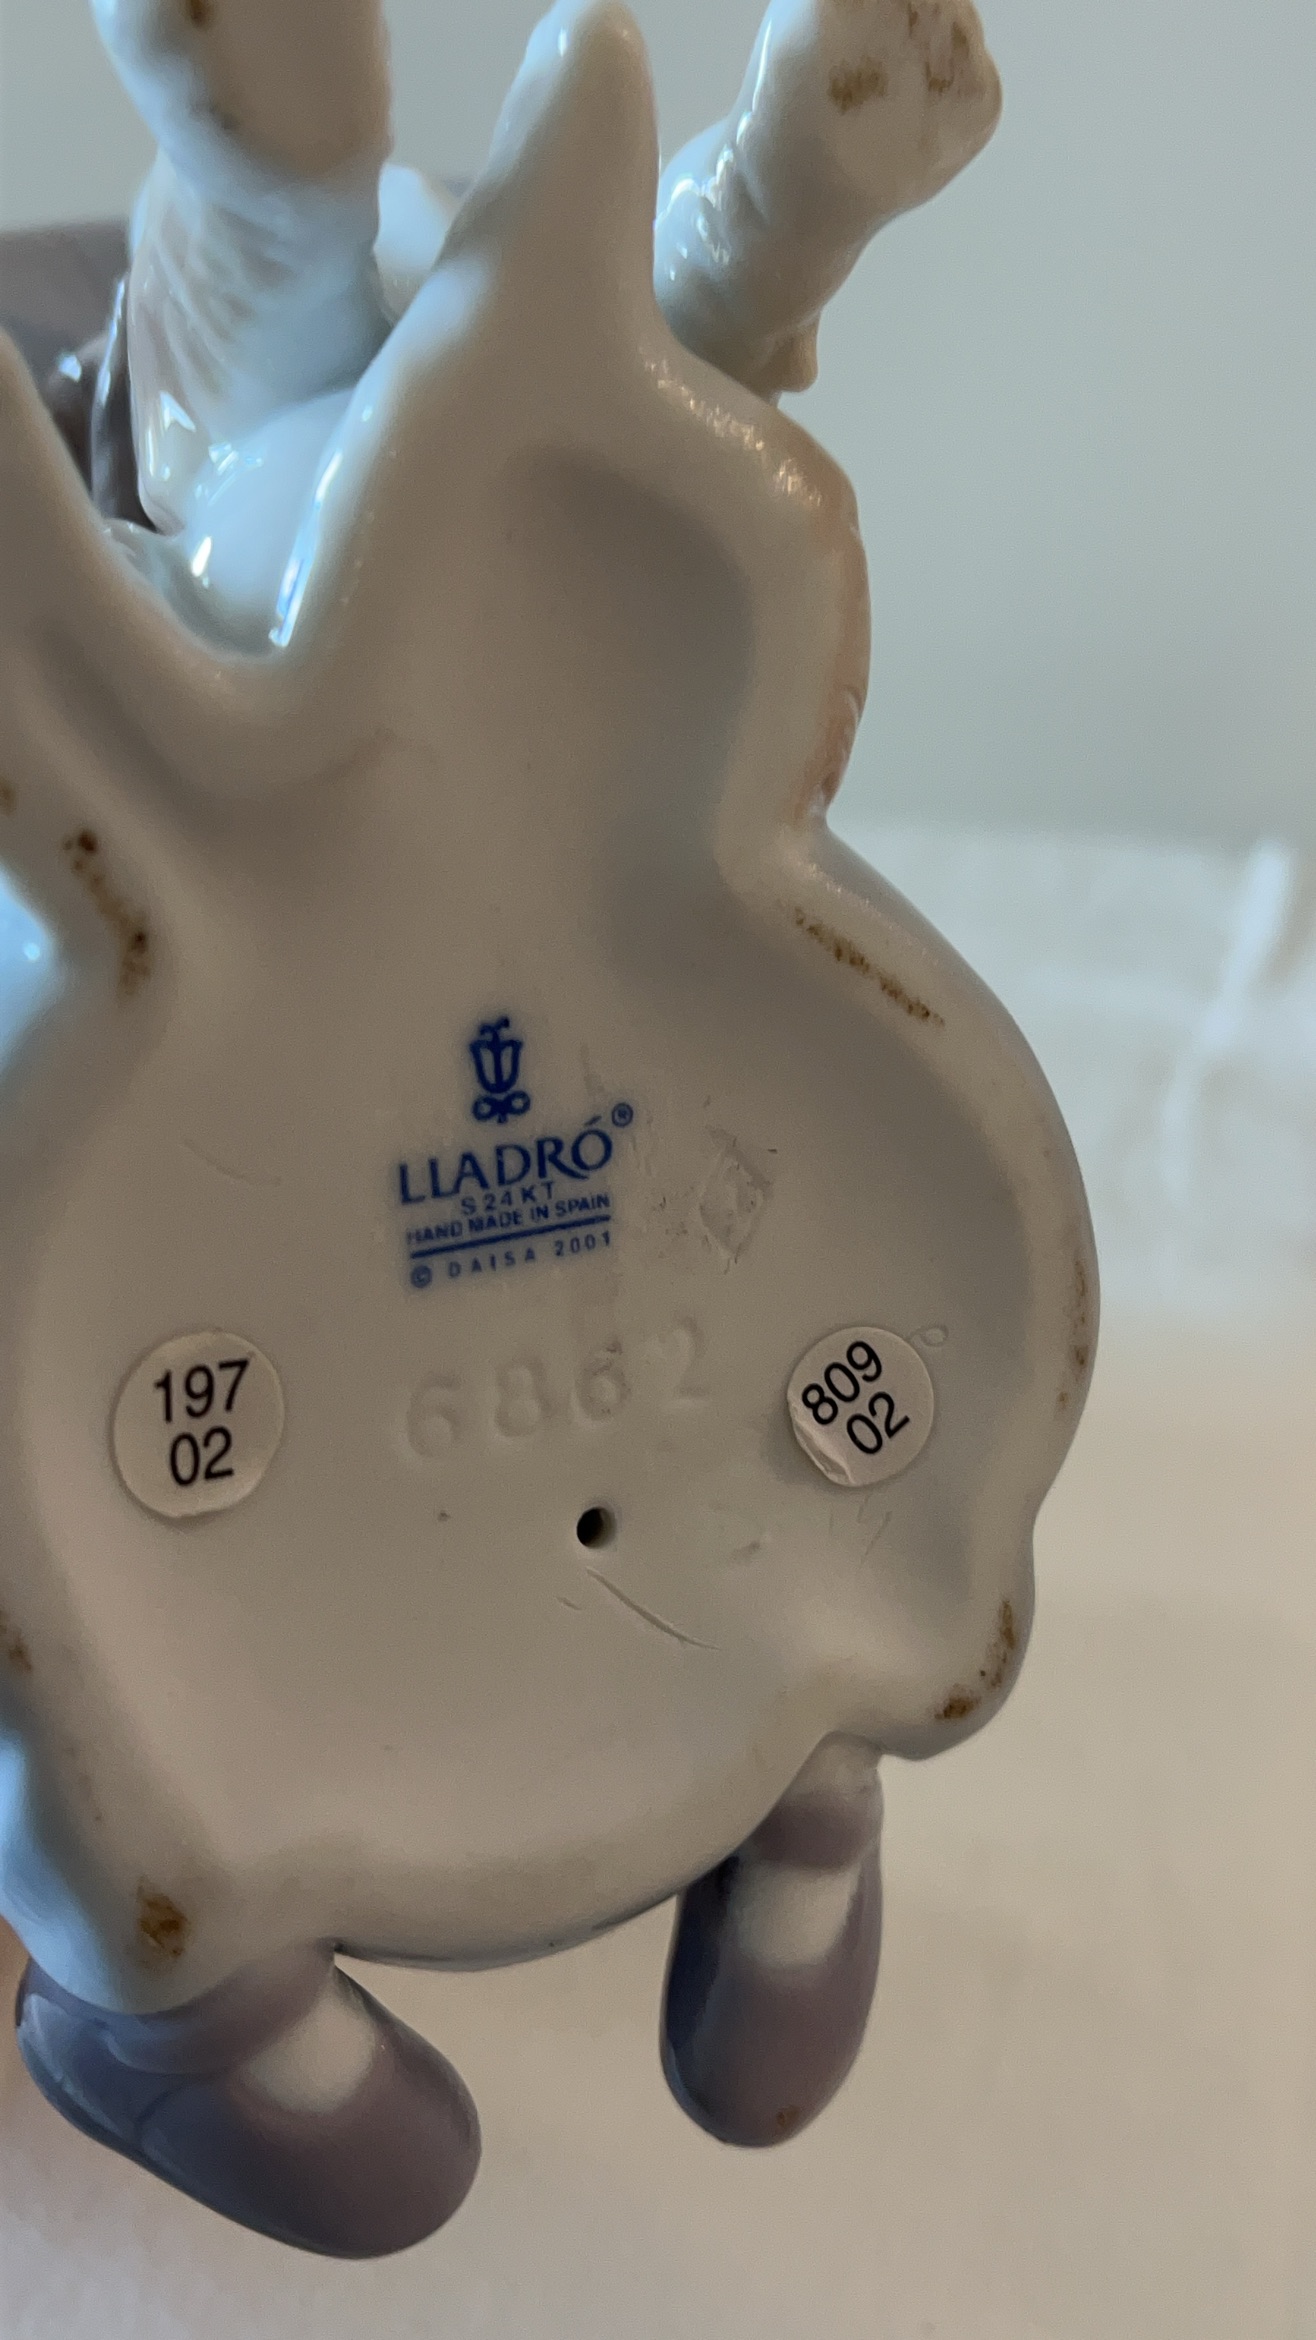 LLADRÓ®
S 24 KT
HAND MADE IN SPAIN
© DAISA 2001
6862
197
02
809
02